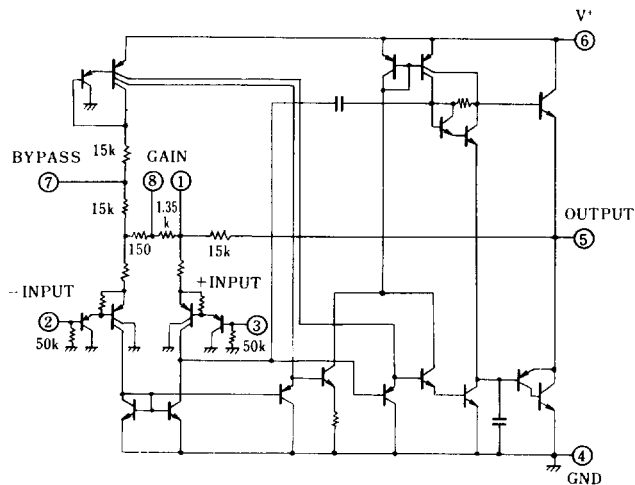 V+
⑥
15k
BYPASS
GAIN
⑦
⑧
①
15k
1.35
k
OUTPUT
150
15k
⑤
−INPUT
+INPUT
②
③
50k
50k
④
GND